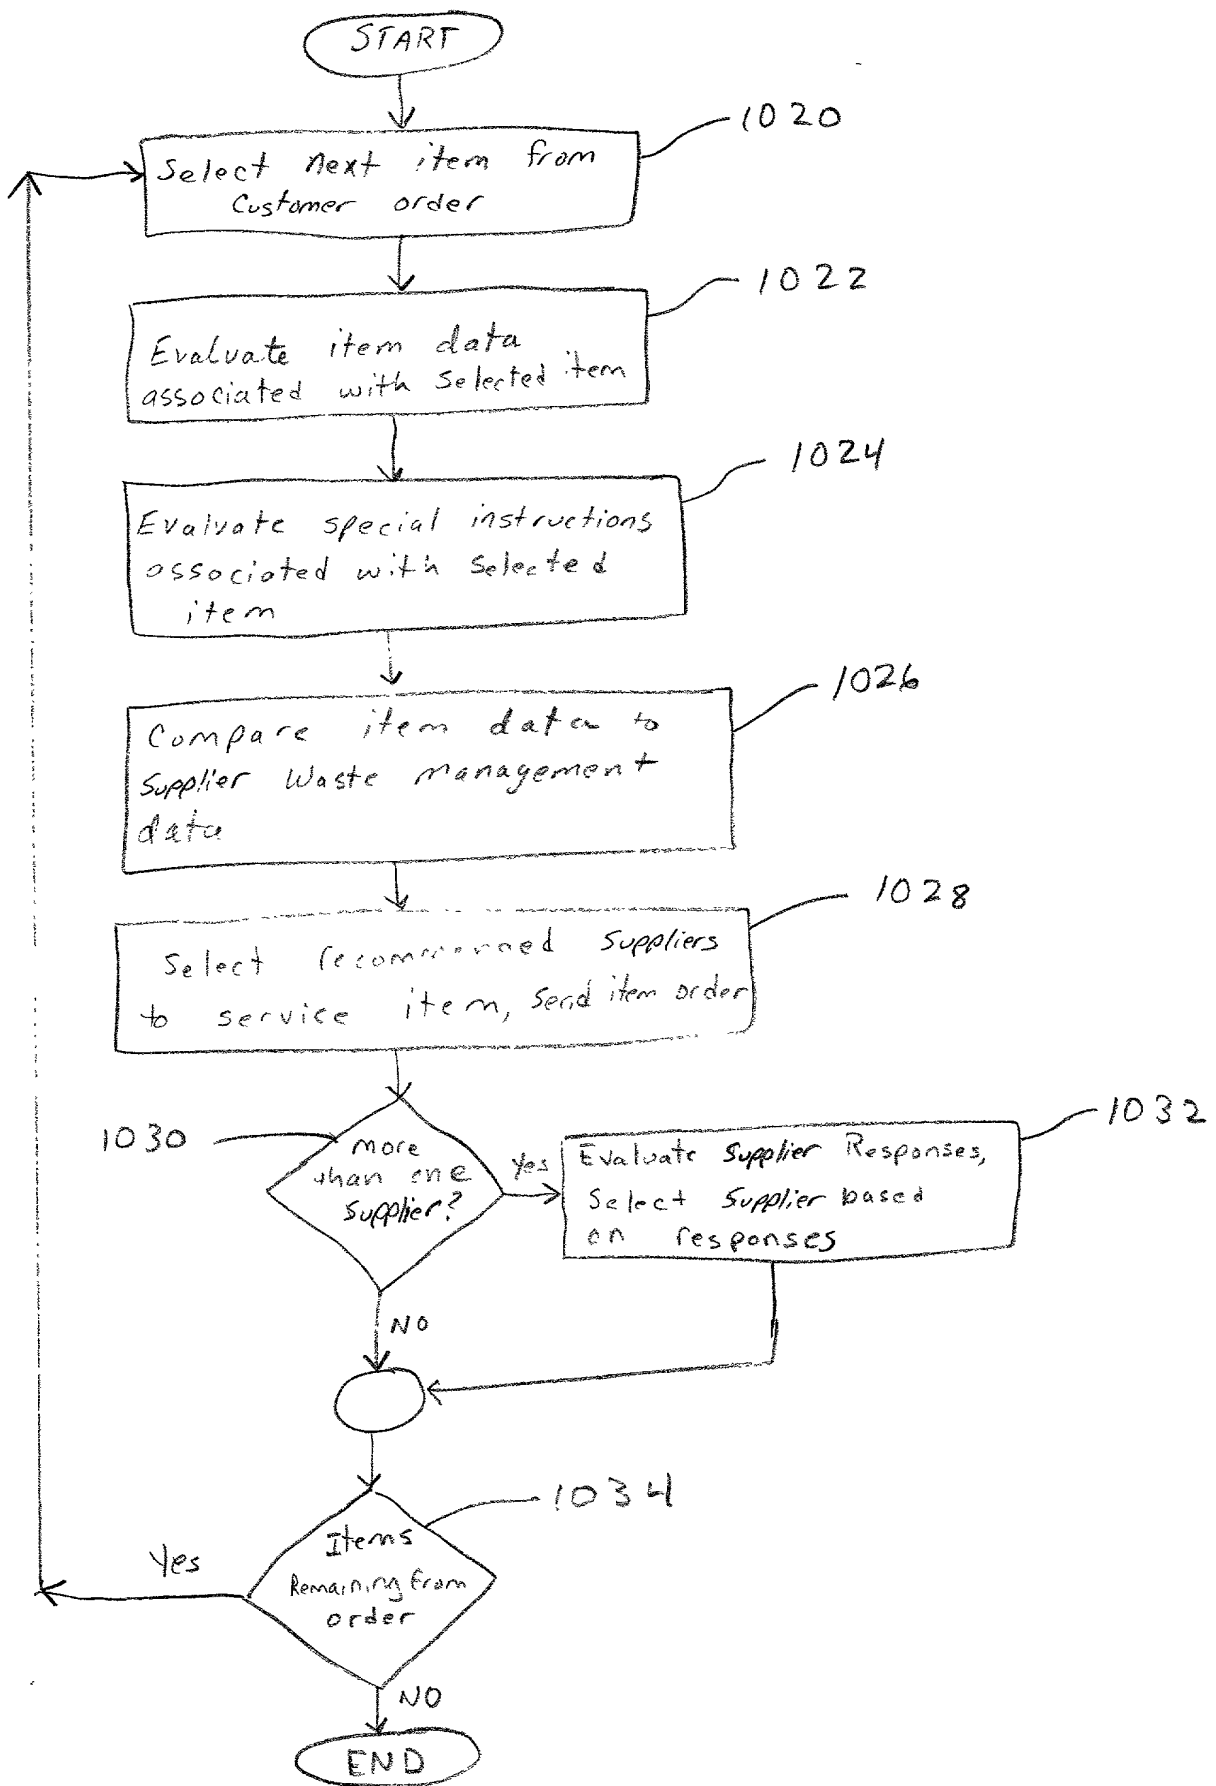 START
1020
Select next item from
Customer order
1022
Evaluate item data
associated with Selected item
1024
Evaluate special instructions
associated with Selected
item
1026
Compare item data to
Supplier Waste management
data
1028
Select Suppliers
to service item, Send item order
1030
more
than one
Supplier?
Yes
1032
Evaluate Supplier Responses,
Select Supplier based
on responses
NO
1034
Items
Remaining from
order
Yes
NO
END